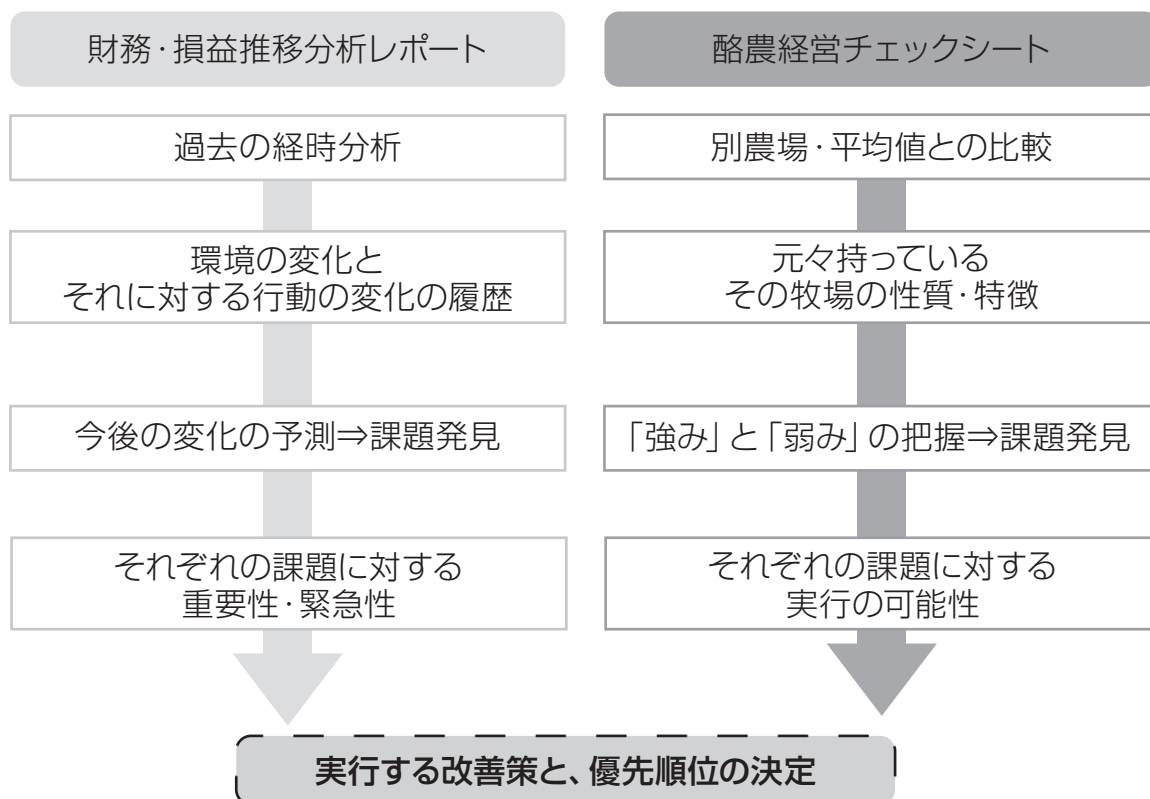 財務・損益推移分析レポート
過去の経時分析
環境の変化と
それに対する行動の変化の履歴
今後の変化の予測⇒課題発見
それぞれの課題に対する
重要性・緊急性
酪農経営チェックシート
別農場・平均値との比較
元々持っている
その牧場の性質・特徴
「強み」と「弱み」の把握⇒課題発見
それぞれの課題に対する
実行の可能性
実行する改善策と、優先順位の決定